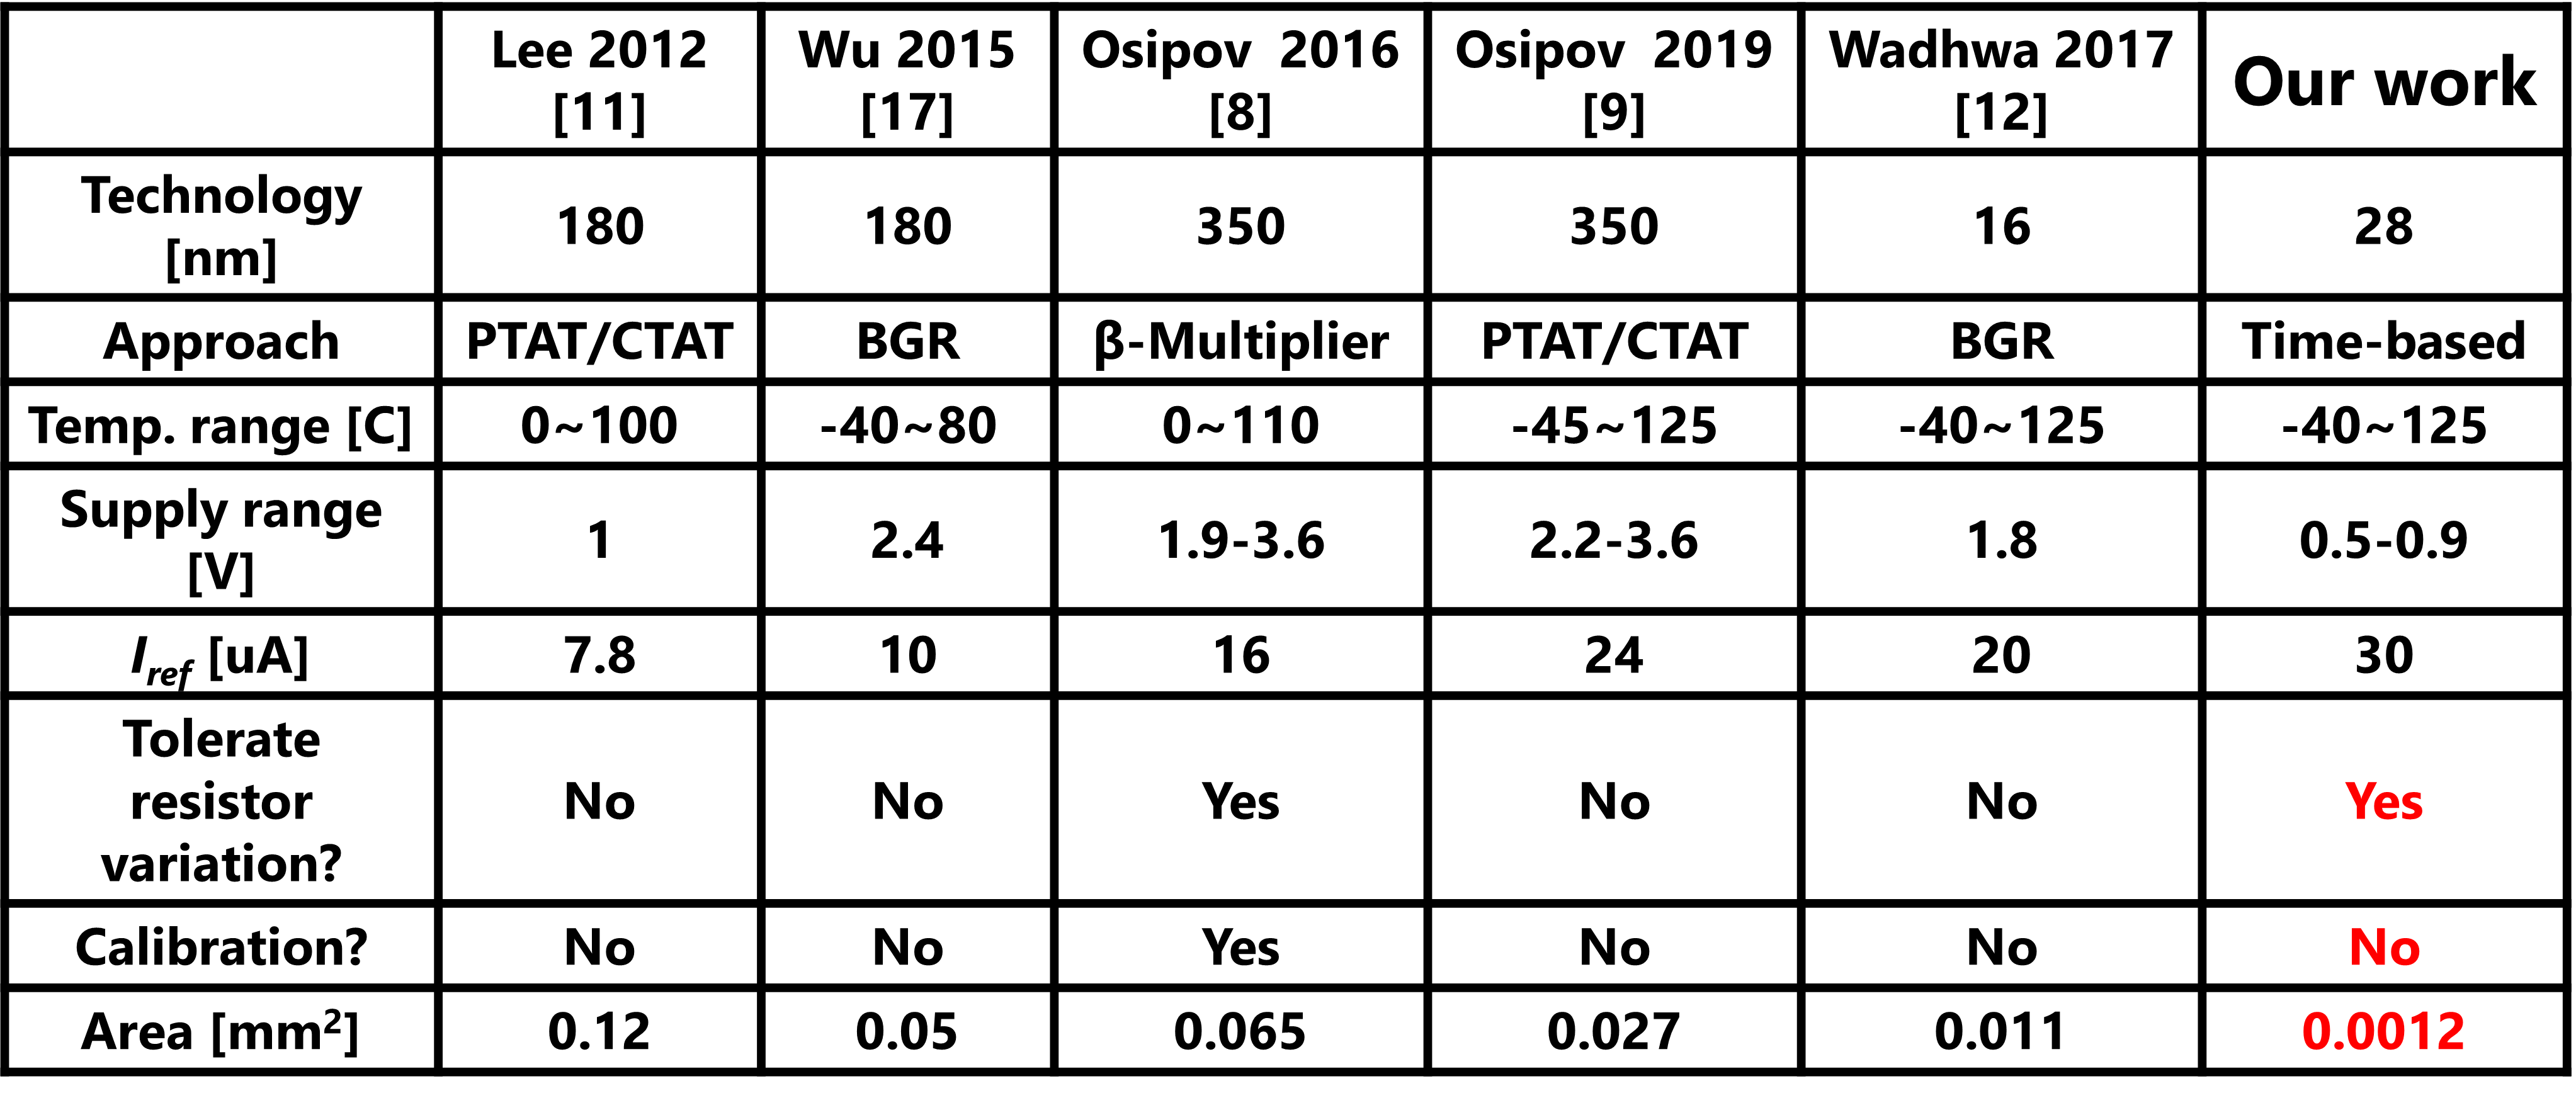 Lee 2012 [11] Wu 2015 [17] Osipov  2016 [8] Osipov  2019 [9] Wadhwa 2017 [12] Our work
Technology [nm] 180 180 350 350 16 28
Approach PTAT/CTAT BGR β-Multiplier PTAT/CTAT BGR Time-based
Temp. range [C] 0~100 -40~80 0~110 -45~125 -40~125 -40~125
Supply range [V] 1 2.4 1.9-3.6 2.2-3.6 1.8 0.5-0.9
Iref [uA] 7.8 10 16 24 20 30
Tolerate resistor variation? No No Yes No No Yes
Calibration? No No Yes No No No
Area [mm²] 0.12 0.05 0.065 0.027 0.011 0.0012